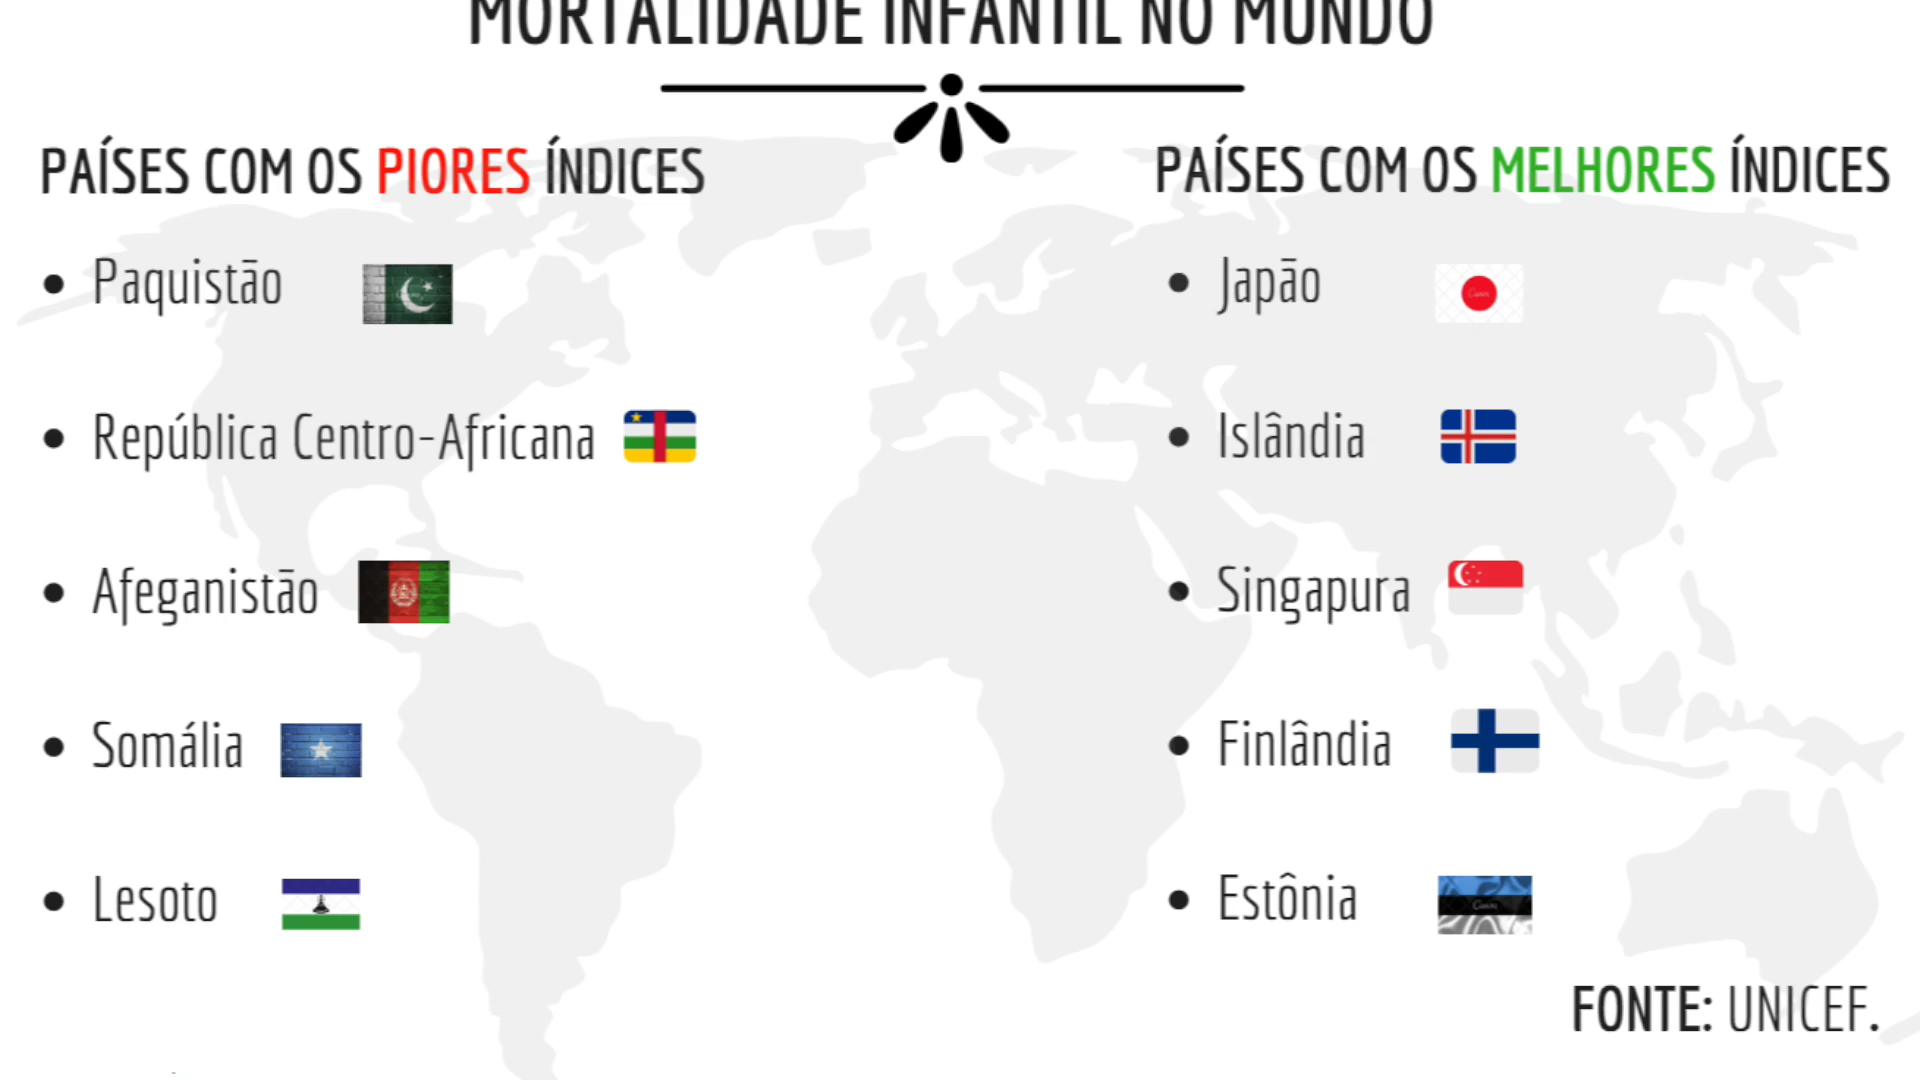 MORTALIDADE INFANTIL NO MUNDO
PAÍSES COM OS PIORES ÍNDICES
Paquistão
República Centro-Africana
Afeganistão
Somália
Lesoto
PAÍSES COM OS MELHORES ÍNDICES
Japão
Islândia
Singapura
Finlândia
Estônia
FONTE: UNICEF.